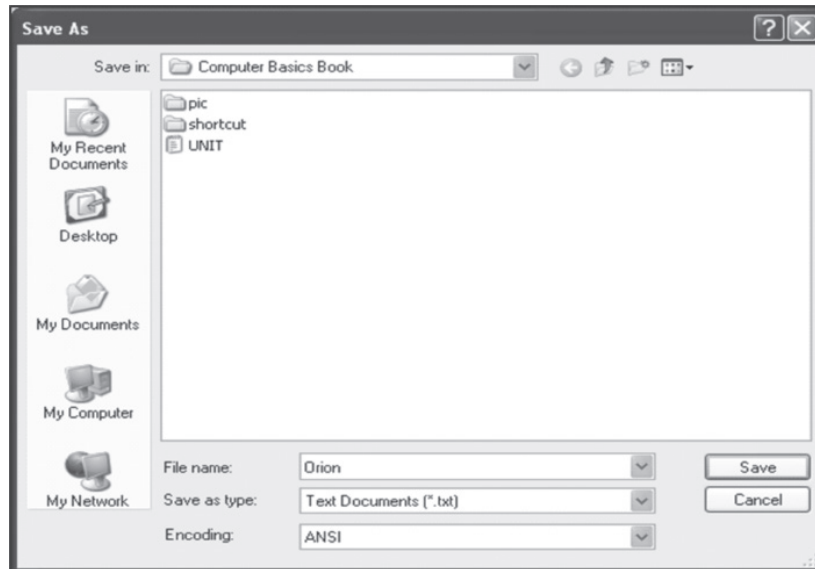 Save As
Save in: Computer Basics Book
pic
shortcut
UNIT
My Recent
Documents
Desktop
My Documents
My Computer
My Network
File name: Orion Save
Save as type: Text Documents (*.txt) Cancel
Encoding: ANSI